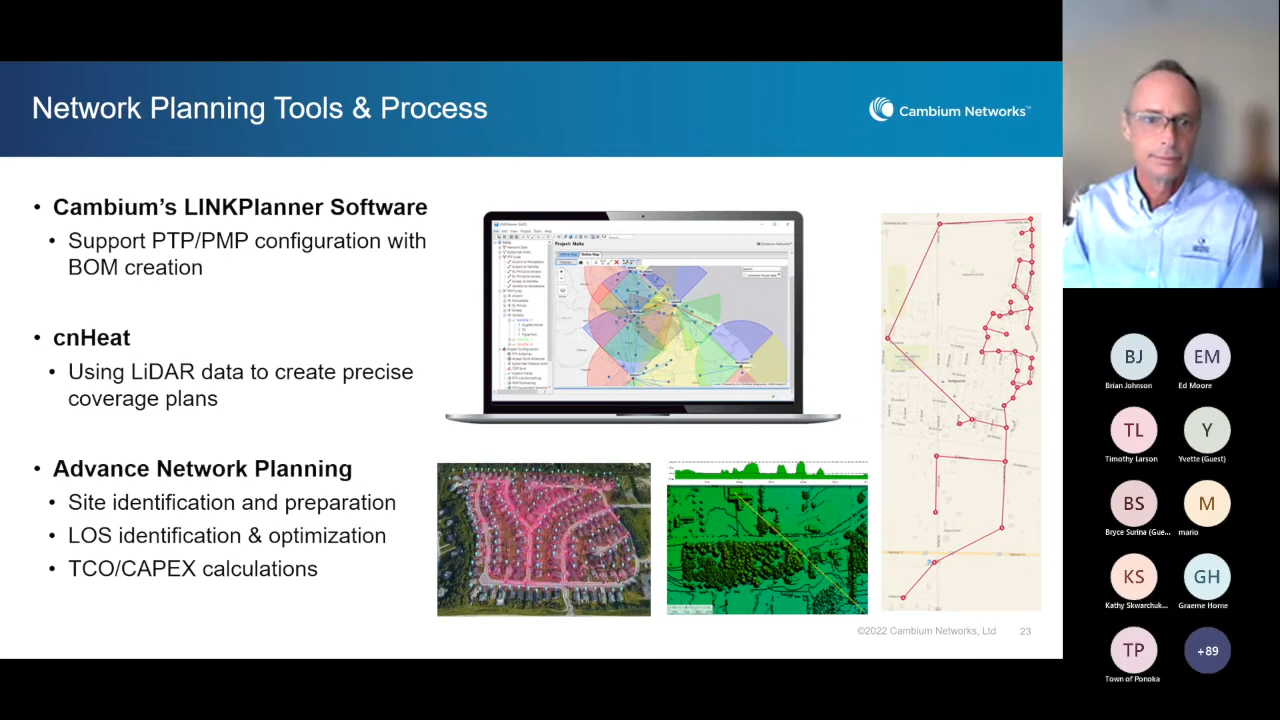 Network Planning Tools & Process
Cambium Networks™
• Cambium's LINKPlanner Software
• Support PTP/PMP configuration with
BOM creation
• cnHeat
• Using LiDAR data to create precise
coverage plans
• Advance Network Planning
• Site identification and preparation
• LOS identification & optimization
• TCO/CAPEX calculations
Project: Malta
©2022 Cambium Networks, Ltd
23
BJ
EM
Brian Johnson
Ed Moore
TL
Y
Timothy Larson
Yvette (Guest)
BS
M
Bryce Surina (Gue...
mario
KS
GH
Kathy Skwarchuk...
Graeme Horne
TP
+89
Town of Ponoka